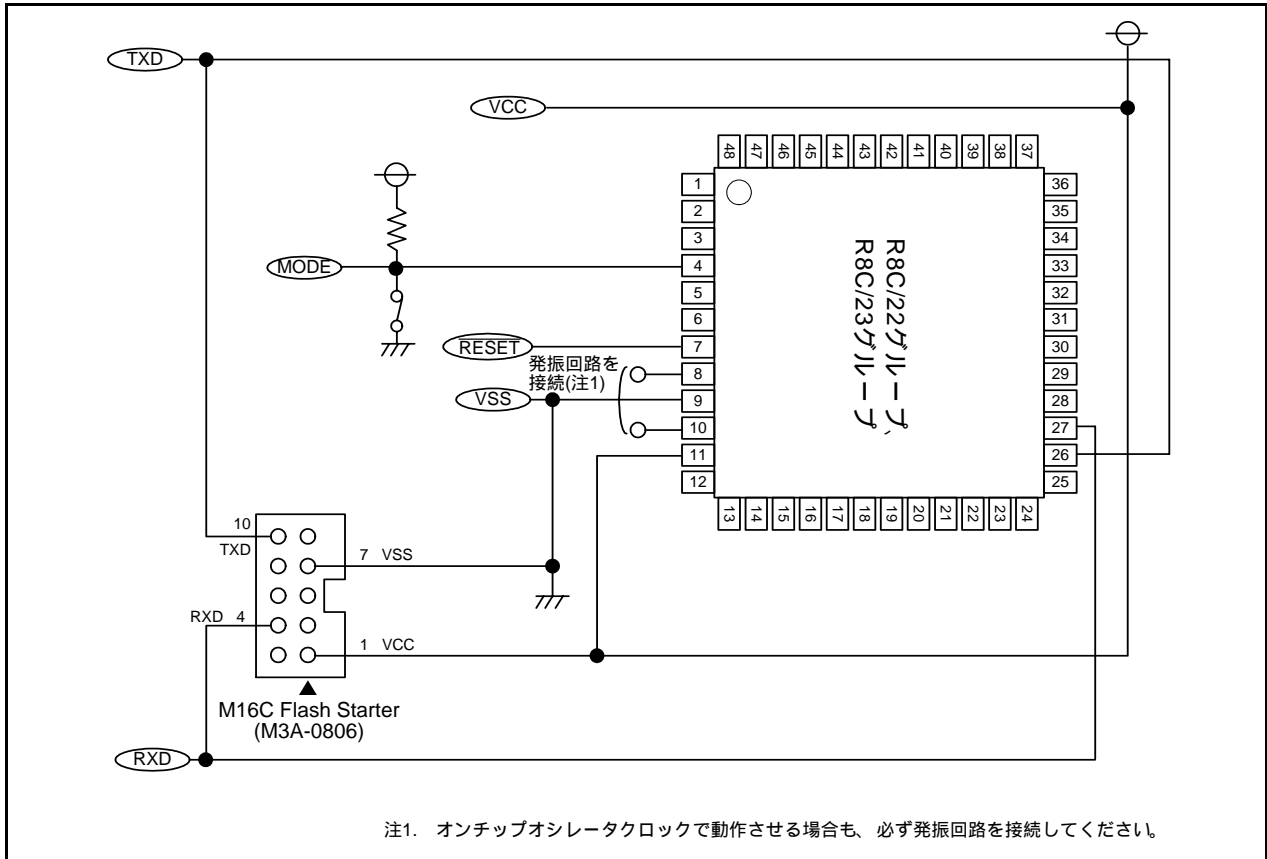 TXD
VCC
48 47 46 45 44 43 42 41 40 39 38 37
1
2
3
4
5
6
7
8
9
10
11
12
36
35
34
33
32
31
30
29
28
27
26
25
R8C/22グループ、
R8C/23グループ
MODE
RESET
発振回路を
接続(注1)
VSS
13 14 15 16 17 18 19 20 21 22 23 24
10
TXD
7 VSS
RXD 4
1 VCC
M16C Flash Starter
(M3A-0806)
RXD
注1. オンチップオシレータクロックで動作させる場合も、必ず発振回路を接続してください。